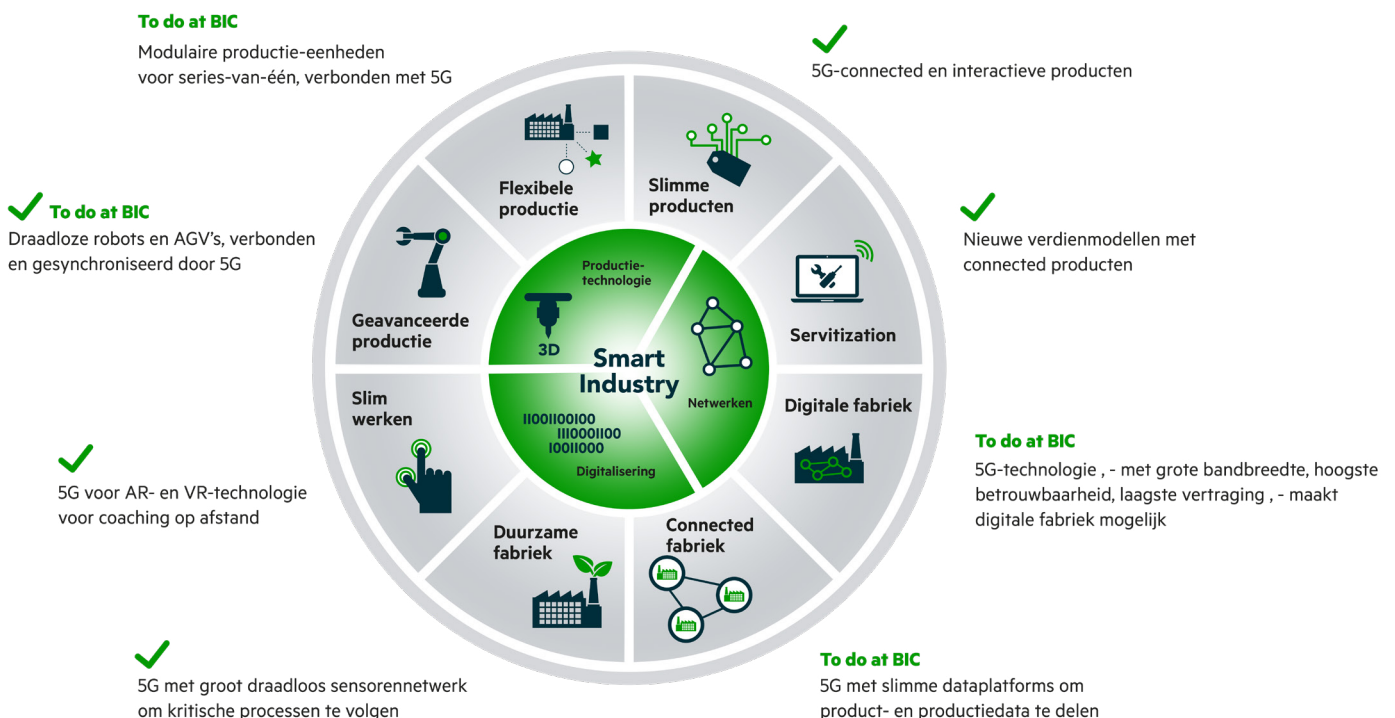 To do at BIC
Modulaire productie-eenheden
voor series-van-één, verbonden met 5G
5G-connected en interactieve producten
To do at BIC
Draadloze robots en AGV's, verbonden
en gesynchroniseerd door 5G
Nieuwe verdienmodellen met
connected producten
5G voor AR- en VR-technologie
voor coaching op afstand
To do at BIC
5G-technologie , - met grote bandbreedte, hoogste
betrouwbaarheid, laagste vertraging , - maakt
digitale fabriek mogelijk
5G met groot draadloos sensorennetwerk
om kritische processen te volgen
To do at BIC
5G met slimme dataplatforms om
product- en productiedata te delen
Flexibele
productie
Slimme
producten
Geavanceerde
productie
Servitization
Slim
werken
Digitale fabriek
Duurzame
fabriek
Connected
fabriek
Productie-
technologie
3D
Smart
Industry
Netwerken
IIOOIIOOIOO
IIIOOOIIOO
IOOIIOOO
Digitalisering